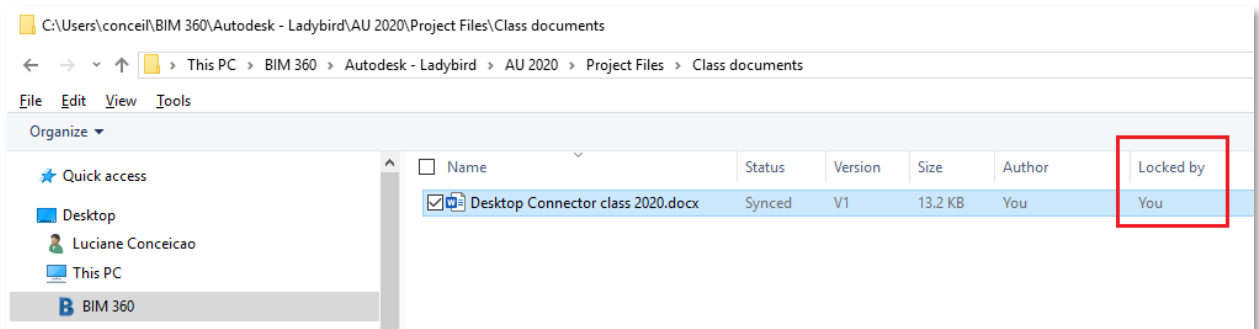 C:\Users\conceil\BIM 360\Autodesk - Ladybird\AU 2020\Project Files\Class documents
This PC > BIM 360 > Autodesk - Ladybird > AU 2020 > Project Files > Class documents
File Edit View Tools
Organize
Quick access
Desktop
Luciane Conceicao
This PC
BIM 360
Name Status Version Size Author Locked by
Desktop Connector class 2020.docx Synced V1 13.2 KB You You